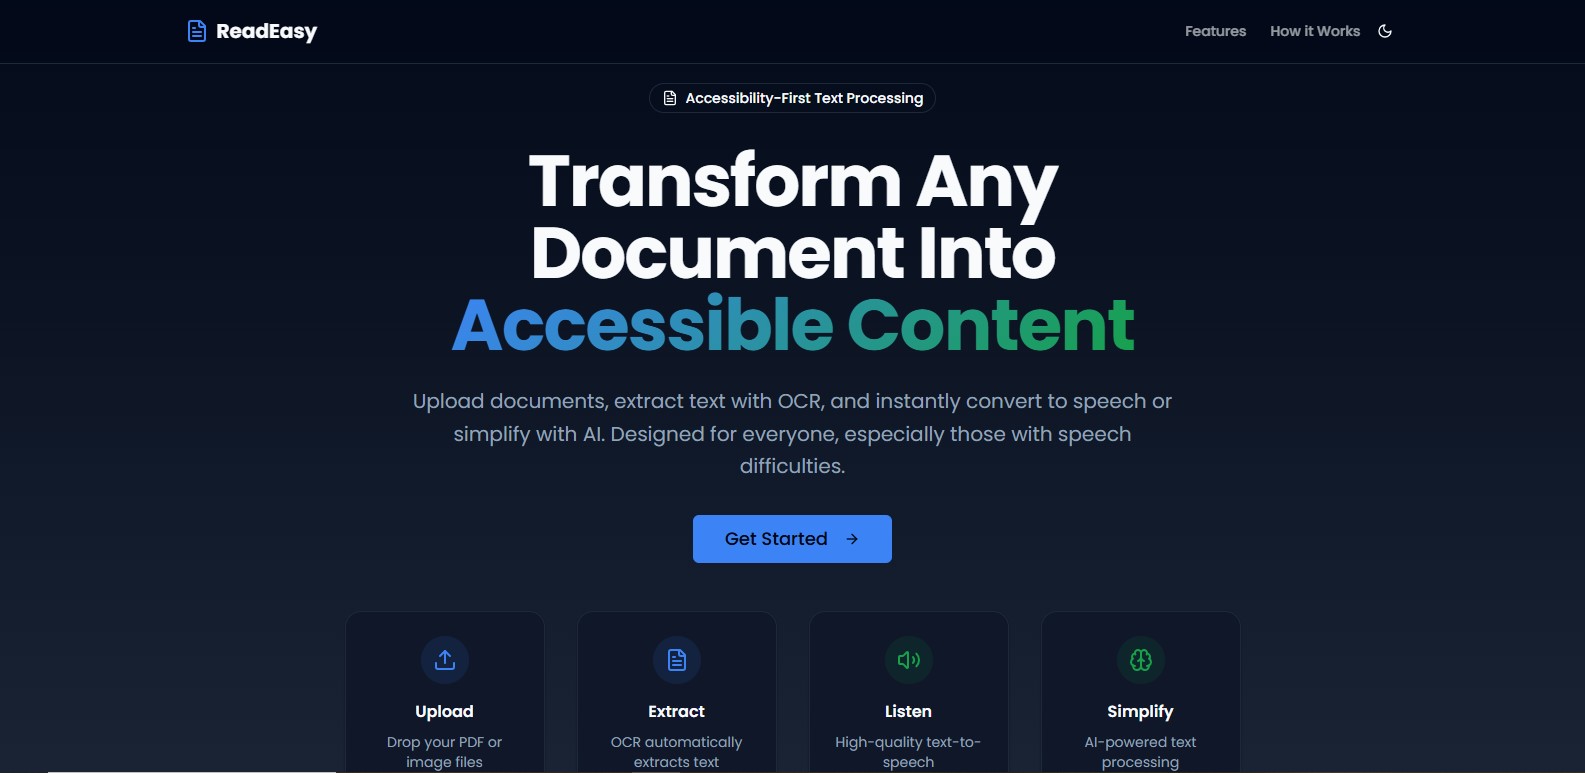 ReadEasy
Features
How it Works
Accessibility-First Text Processing
Transform Any
Document Into
Accessible Content
Upload documents, extract text with OCR, and instantly convert to speech or
simplify with AI. Designed for everyone, especially those with speech
difficulties.
Get Started
Upload
Drop your PDF or
image files
Extract
OCR automatically
extracts text
Listen
High-quality text-to-
speech
Simplify
AI-powered text
processing